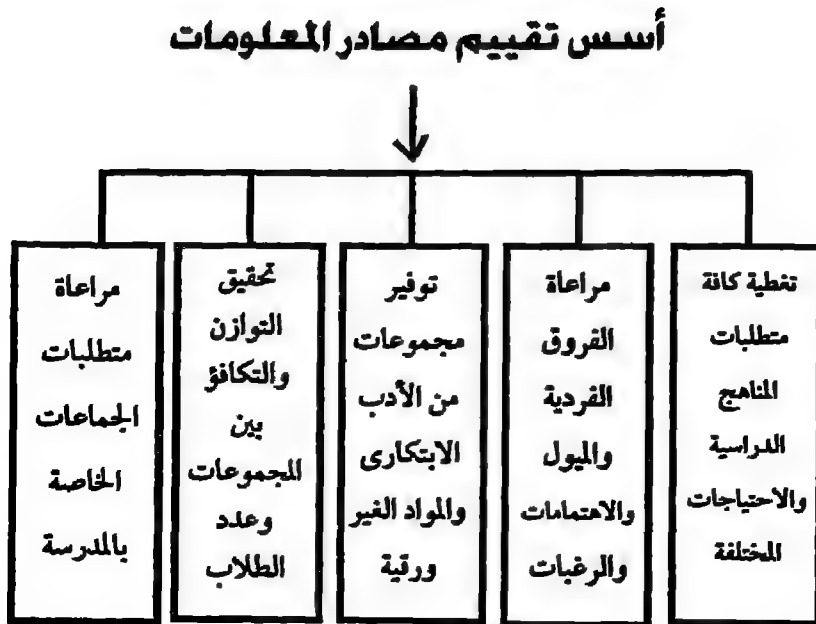 أسس تقييم مصادر المعلومات
تغطية كافة
متطلبات
المناهج
الدراسية
والاحتياجات
المختلفة
مراعاة
الفروق
الفردية
والميول
والاهتمامات
والرغبات
توفير
مجموعات
من الأدب
الابتكارى
والمواد الغير
ورقية
تحقيق
التوازن
والتكافؤ
بين
المجموعات
وعدد
الطلاب
مراعاة
متطلبات
الجماعات
الخاصة
بالمدرسة